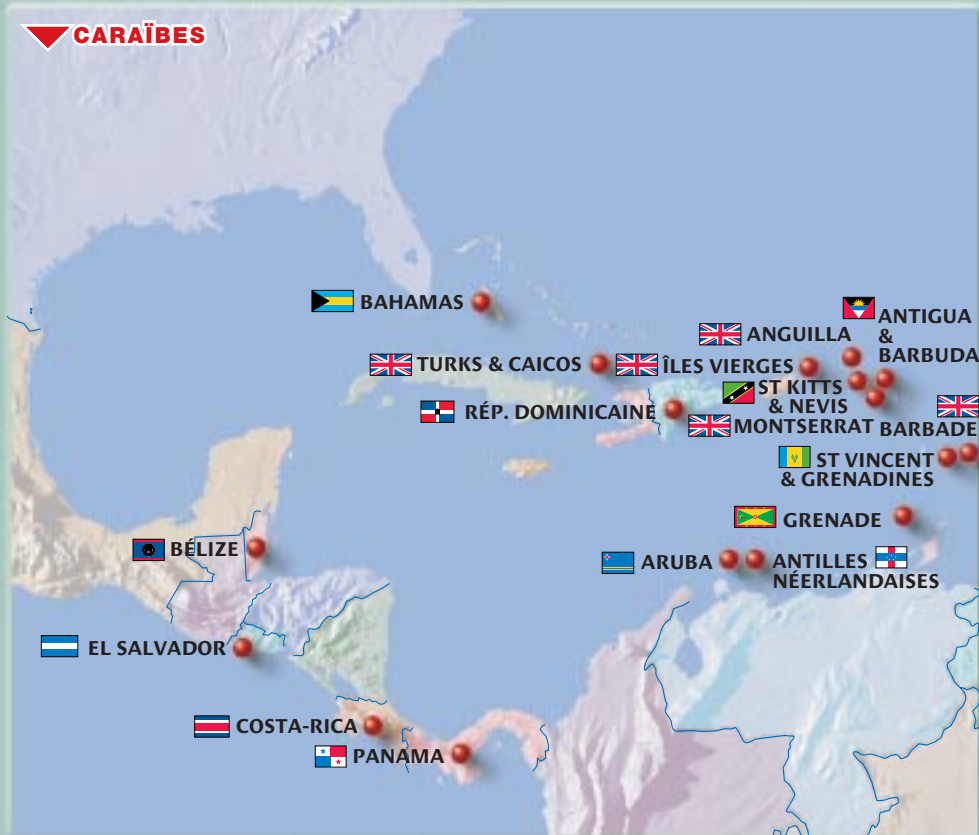 CARAÏBES
BAHAMAS
ANTIGUA
&
BARBUDA
ANGUILLA
TURKS & CAICOS
ÎLES VIERGES
ST KITTS
& NEVIS
RÉP. DOMINICAINE
MONTSERRAT
BARBADE
ST VINCENT
& GRENADINES
GRENADE
BÉLIZE
ARUBA
ANTILLES
NÉERLANDAISES
EL SALVADOR
COSTA-RICA
PANAMA